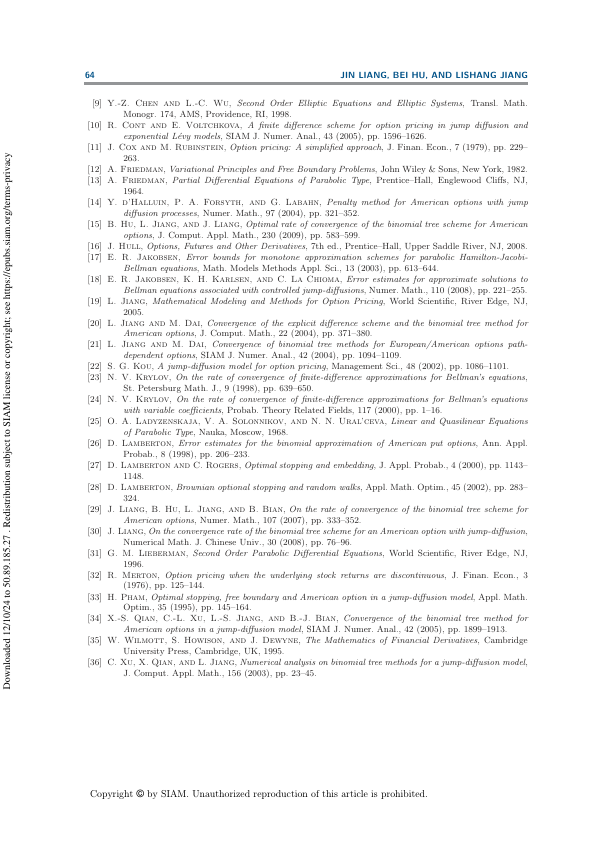 64 JIN LIANG, BEI HU, AND LISHANG JIANG
[9] Y.-Z. Chen and L.-C. Wu, Second Order Elliptic Equations and Elliptic Systems, Transl. Math.
Monogr. 174, AMS, Providence, RI, 1998.
[10] R. Cont and E. Voltchkova, A finite difference scheme for option pricing in jump diffusion and
exponential Lévy models, SIAM J. Numer. Anal., 43 (2005), pp. 1596–1626.
[11] J. Cox and M. Rubinstein, Option pricing: A simplified approach, J. Finan. Econ., 7 (1979), pp. 229–
263.
[12] A. Friedman, Variational Principles and Free Boundary Problems, John Wiley & Sons, New York, 1982.
[13] A. Friedman, Partial Differential Equations of Parabolic Type, Prentice–Hall, Englewood Cliffs, NJ,
1964.
[14] Y. d'Halluin, P. A. Forsyth, and G. Labahn, Penalty method for American options with jump
diffusion processes, Numer. Math., 97 (2004), pp. 321–352.
[15] B. Hu, L. Jiang, and J. Liang, Optimal rate of convergence of the binomial tree scheme for American
options, J. Comput. Appl. Math., 230 (2009), pp. 583–599.
[16] J. Hull, Options, Futures and Other Derivatives, 7th ed., Prentice–Hall, Upper Saddle River, NJ, 2008.
[17] E. R. Jakobsen, Error bounds for monotone approximation schemes for parabolic Hamilton-Jacobi-
Bellman equations, Math. Models Methods Appl. Sci., 13 (2003), pp. 613–644.
[18] E. R. Jakobsen, K. H. Karlsen, and C. La Chioma, Error estimates for approximate solutions to
Bellman equations associated with controlled jump-diffusions, Numer. Math., 110 (2008), pp. 221–255.
[19] L. Jiang, Mathematical Modeling and Methods for Option Pricing, World Scientific, River Edge, NJ,
2005.
[20] L. Jiang and M. Dai, Convergence of the explicit difference scheme and the binomial tree method for
American options, J. Comput. Math., 22 (2004), pp. 371–380.
[21] L. Jiang and M. Dai, Convergence of binomial tree methods for European/American options path-
dependent options, SIAM J. Numer. Anal., 42 (2004), pp. 1094–1109.
[22] S. G. Kou, A jump-diffusion model for option pricing, Management Sci., 48 (2002), pp. 1086–1101.
[23] N. V. Krylov, On the rate of convergence of finite-difference approximations for Bellman's equations,
St. Petersburg Math. J., 9 (1998), pp. 639–650.
[24] N. V. Krylov, On the rate of convergence of finite-difference approximations for Bellman's equations
with variable coefficients, Probab. Theory Related Fields, 117 (2000), pp. 1–16.
[25] O. A. Ladyzenskaja, V. A. Solonnikov, and N. N. Ural'ceva, Linear and Quasilinear Equations
of Parabolic Type, Nauka, Moscow, 1968.
[26] D. Lamberton, Error estimates for the binomial approximation of American put options, Ann. Appl.
Probab., 8 (1998), pp. 206–233.
[27] D. Lamberton and C. Rogers, Optimal stopping and embedding, J. Appl. Probab., 4 (2000), pp. 1143–
1148.
[28] D. Lamberton, Brownian optional stopping and random walks, Appl. Math. Optim., 45 (2002), pp. 283–
324.
[29] J. Liang, B. Hu, L. Jiang, and B. Bian, On the rate of convergence of the binomial tree scheme for
American options, Numer. Math., 107 (2007), pp. 333–352.
[30] J. Liang, On the convergence rate of the binomial tree scheme for an American option with jump-diffusion,
Numerical Math. J. Chinese Univ., 30 (2008), pp. 76–96.
[31] G. M. Lieberman, Second Order Parabolic Differential Equations, World Scientific, River Edge, NJ,
1996.
[32] R. Merton, Option pricing when the underlying stock returns are discontinuous, J. Finan. Econ., 3
(1976), pp. 125–144.
[33] H. Pham, Optimal stopping, free boundary and American option in a jump-diffusion model, Appl. Math.
Optim., 35 (1995), pp. 145–164.
[34] X.-S. Qian, C.-L. Xu, L.-S. Jiang, and B.-J. Bian, Convergence of the binomial tree method for
American options in a jump-diffusion model, SIAM J. Numer. Anal., 42 (2005), pp. 1899–1913.
[35] W. Wilmott, S. Howison, and J. Dewyne, The Mathematics of Financial Derivatives, Cambridge
University Press, Cambridge, UK, 1995.
[36] C. Xu, X. Qian, and L. Jiang, Numerical analysis on binomial tree methods for a jump-diffusion model,
J. Comput. Appl. Math., 156 (2003), pp. 23–45.
Copyright © by SIAM. Unauthorized reproduction of this article is prohibited.
Downloaded 12/10/24 to 50.89.185.27 . Redistribution subject to SIAM license or copyright; see https://epubs.siam.org/terms-privacy